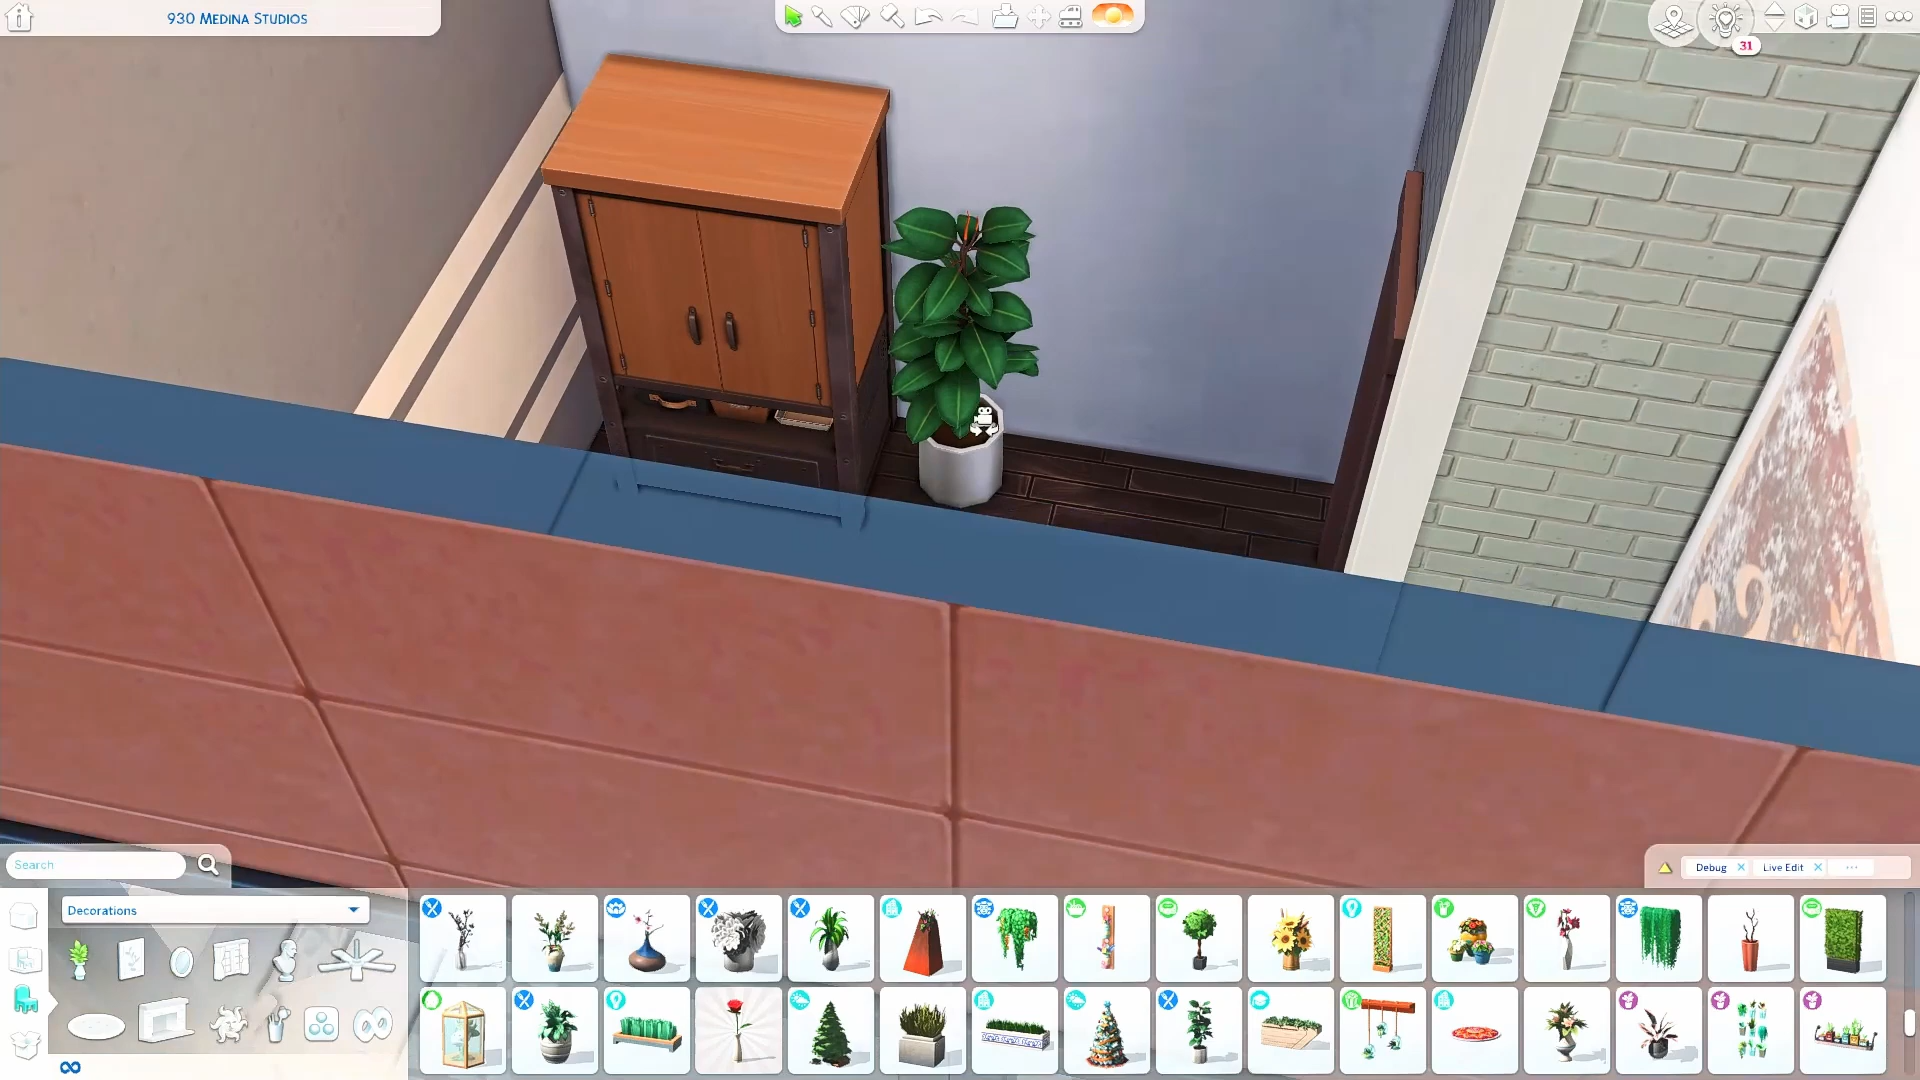 930 Medina Studios
31
Search
Debug
Live Edit
...
Decorations